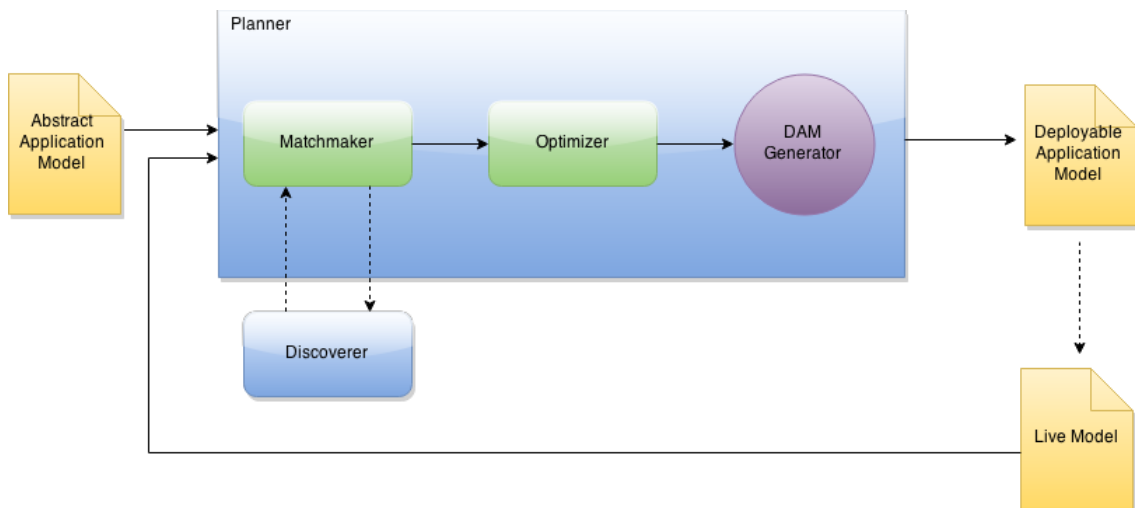 Planner
Abstract
Application
Model
Matchmaker
Optimizer
DAM
Generator
Deployable
Application
Model
Discoverer
Live Model